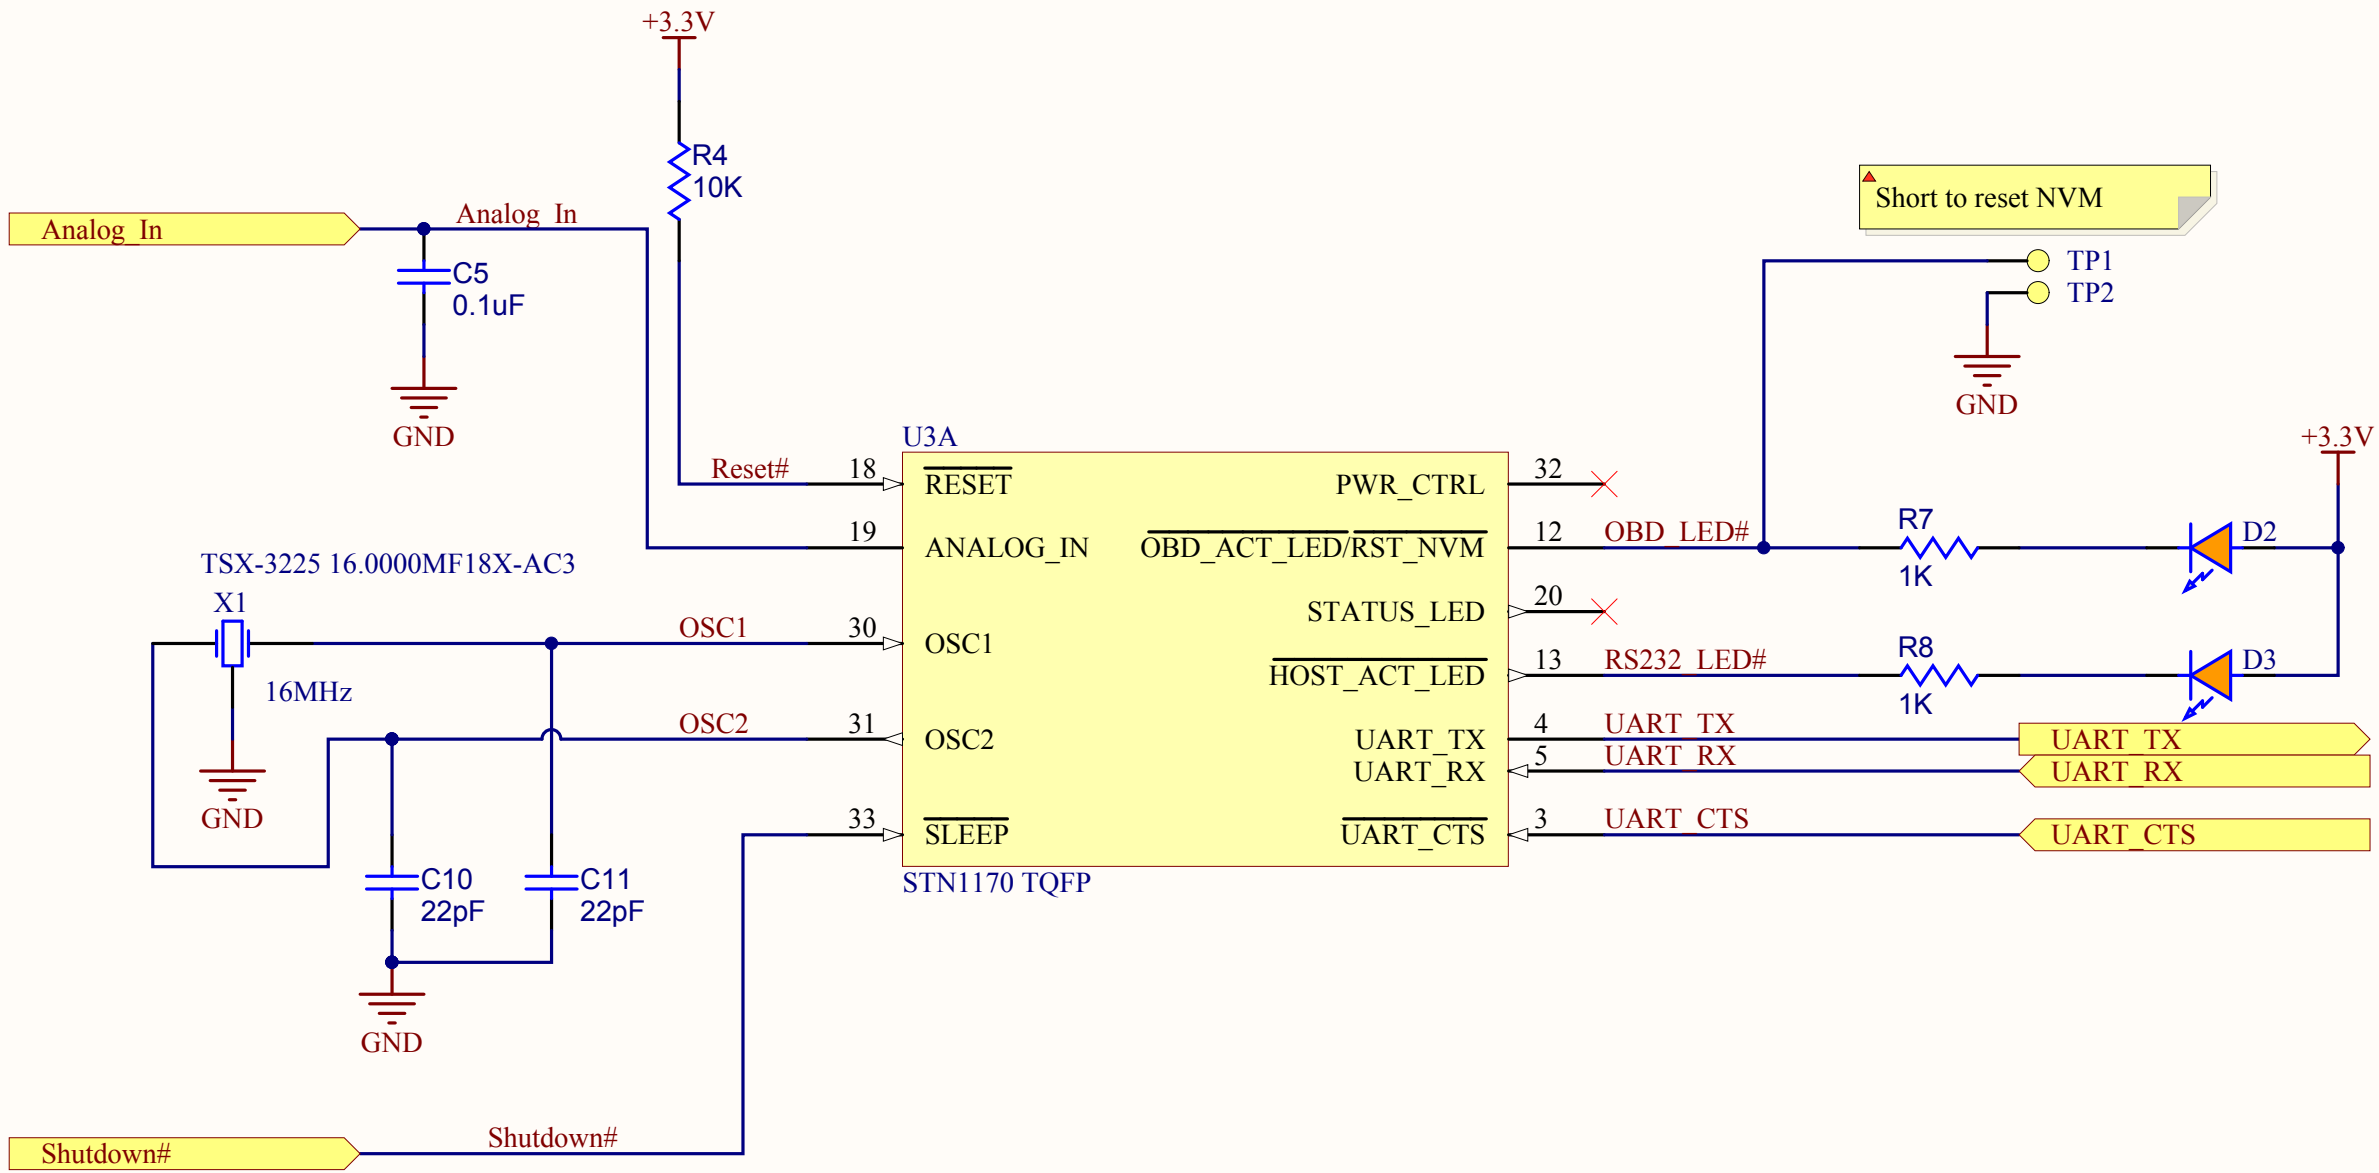 +3.3V
R4
10K
Short to reset NVM
Analog_In
Analog_In
C5
0.1uF
TP1
TP2
GND
GND
+3.3V
U3A
Reset#
18
RESET
PWR_CTRL
32
19
ANALOG_IN
OBD_ACT_LED/RST_NVM
12
OBD_LED#
R7
1K
D2
TSX-3225 16.0000MF18X-AC3
X1
16MHz
STATUS_LED
20
OSC1
30
OSC1
HOST_ACT_LED
13
RS232_LED#
R8
1K
D3
OSC2
31
OSC2
UART_TX
4
UART_TX
UART_TX
UART_RX
5
UART_RX
UART_RX
GND
33
SLEEP
UART_CTS
3
UART_CTS
UART_CTS
C10
22pF
C11
22pF
STN1170 TQFP
GND
Shutdown#
Shutdown#